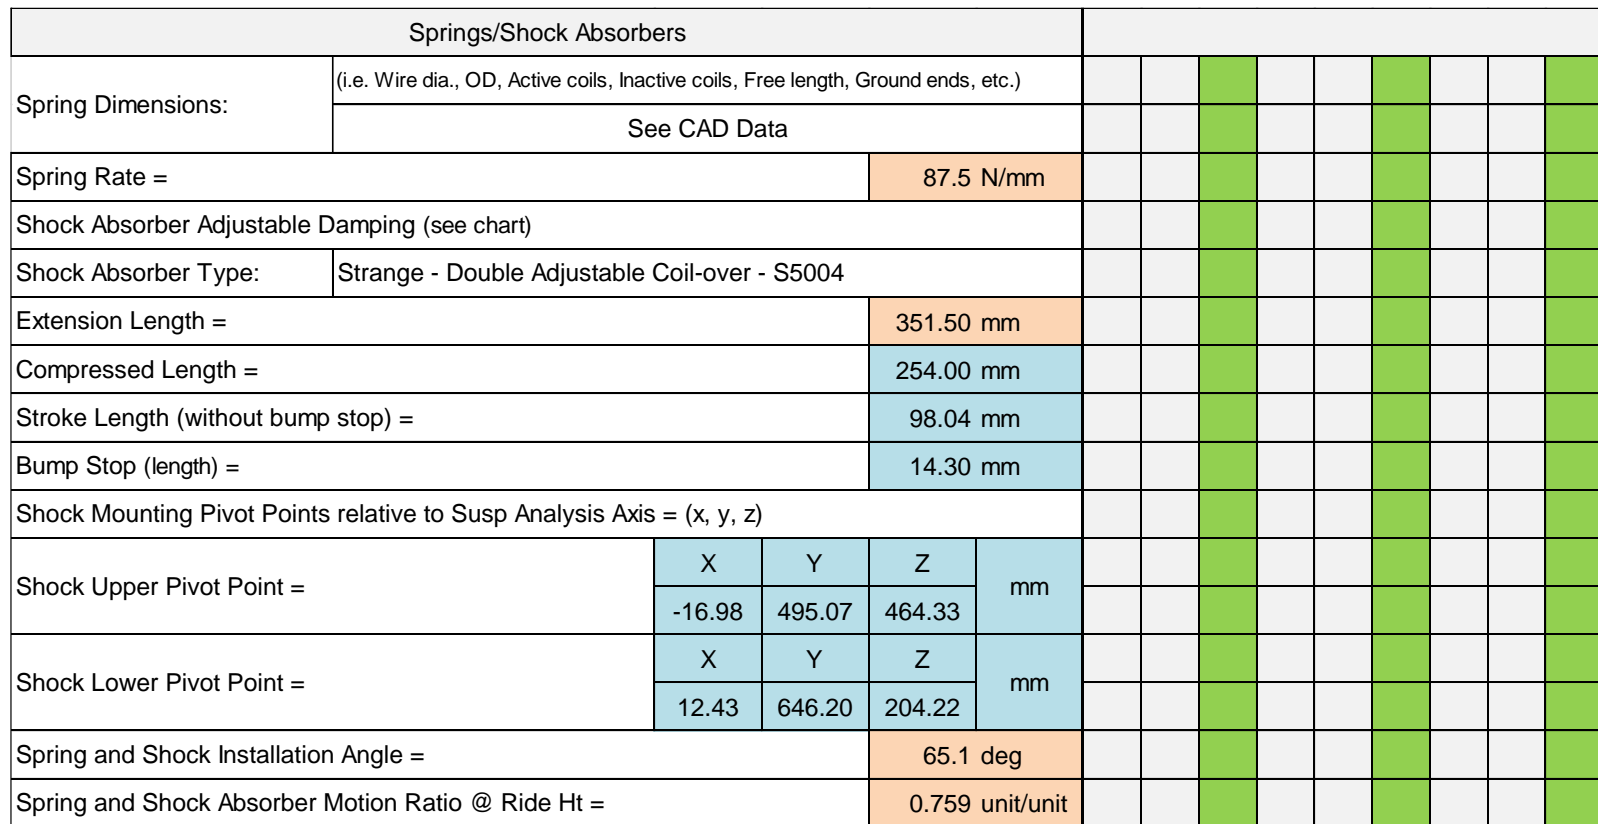 Springs/Shock Absorbers
Spring Dimensions:
(i.e. Wire dia., OD, Active coils, Inactive coils, Free length, Ground ends, etc.)
See CAD Data
Spring Rate = 87.5 N/mm
Shock Absorber Adjustable Damping (see chart)
Shock Absorber Type: Strange - Double Adjustable Coil-over - S5004
Extension Length = 351.50 mm
Compressed Length = 254.00 mm
Stroke Length (without bump stop) = 98.04 mm
Bump Stop (length) = 14.30 mm
Shock Mounting Pivot Points relative to Susp Analysis Axis = (x, y, z)
Shock Upper Pivot Point =
X Y Z mm
-16.98 495.07 464.33
Shock Lower Pivot Point =
X Y Z mm
12.43 646.20 204.22
Spring and Shock Installation Angle = 65.1 deg
Spring and Shock Absorber Motion Ratio @ Ride Ht = 0.759 unit/unit